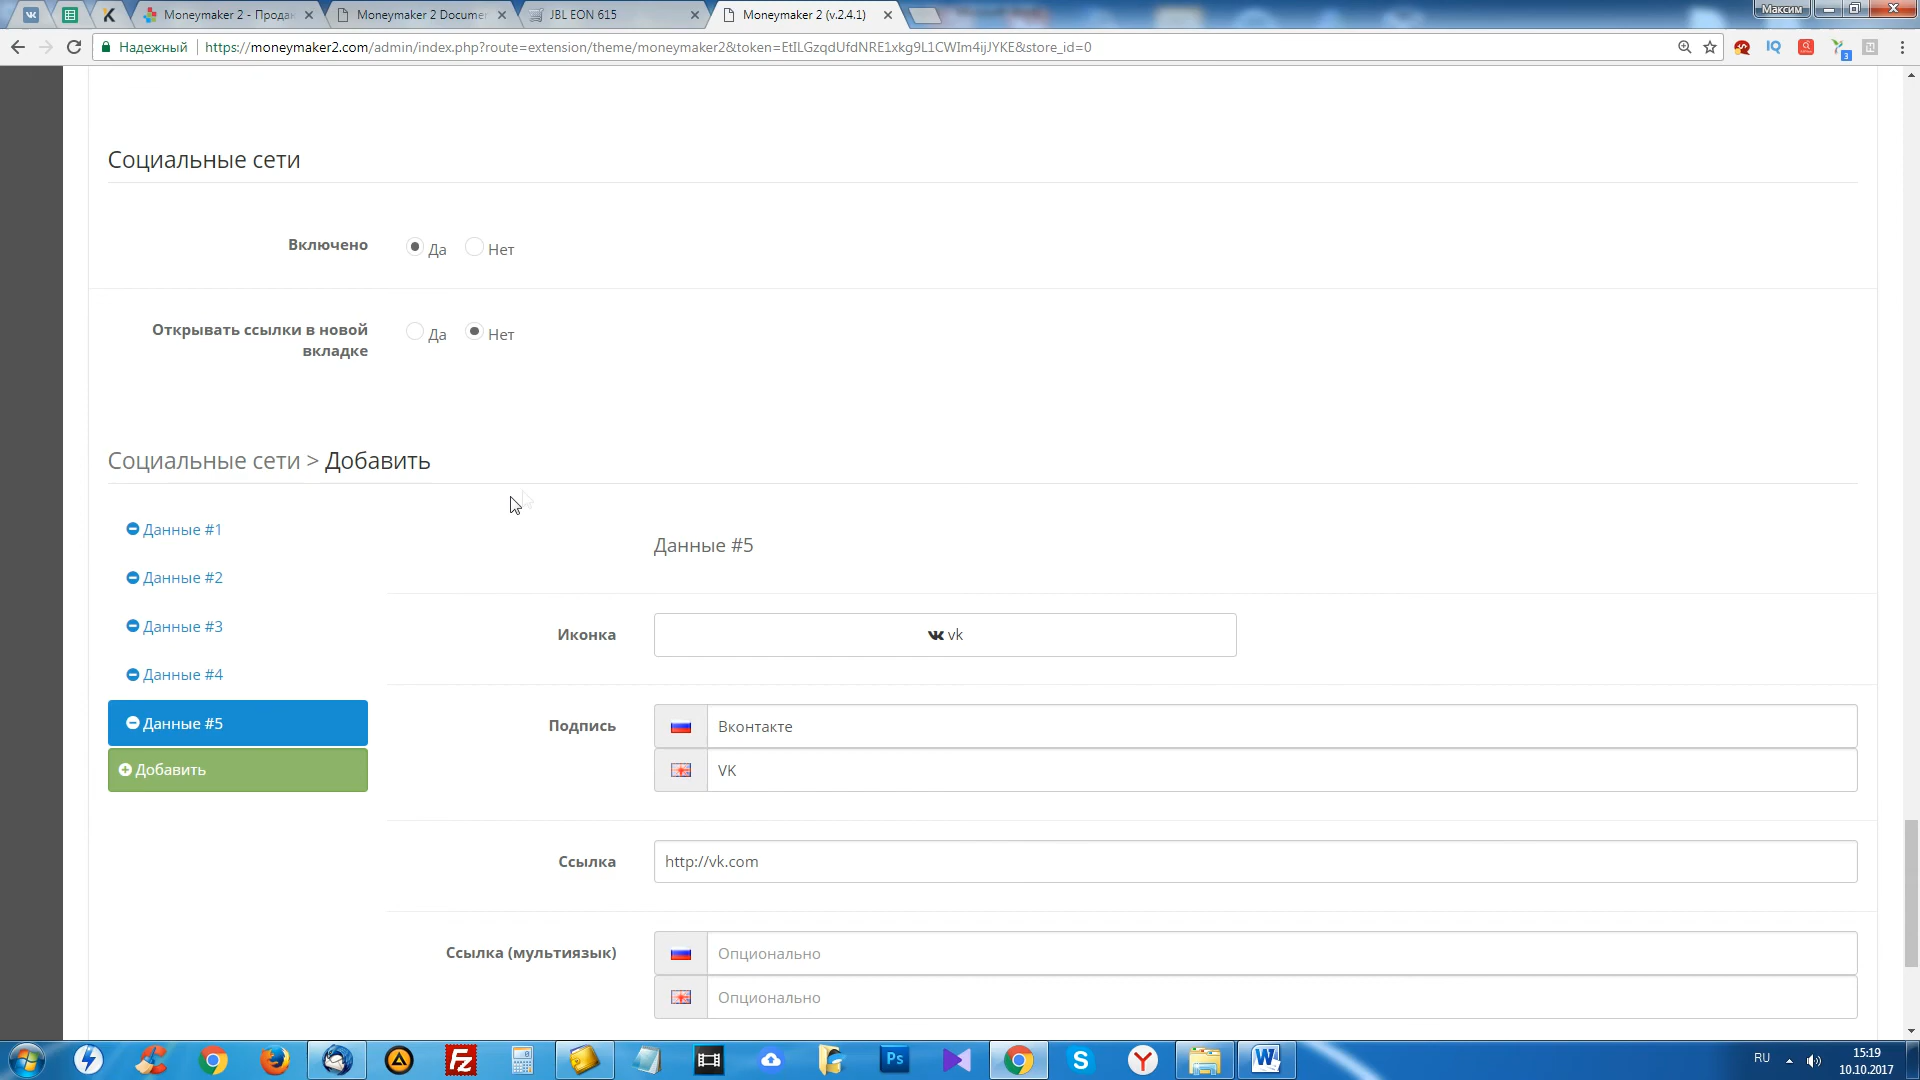 Moneymaker 2 - Прода
Moneymaker 2 Docume
JBL EON 615
Moneymaker 2 (v.2.4.1)
Максим
Надежный
https://moneymaker2.com/admin/index.php?route=extension/theme/moneymaker2&token=EtILGzqdUfdNRE1xkg9L1CWIm4ijJYKE&store_id=0
IQ
3
Социальные сети
Включено
Да
Нет
Открывать ссылки в новой
вкладке
Да
Нет
Социальные сети > Добавить
Данные #1
Данные #2
Данные #3
Данные #4
Данные #5
Добавить
Данные #5
Иконка
vk
Подпись
Вконтакте
VK
Ссылка
http://vk.com
Ссылка (мультиязык)
Опционально
Опционально
Fz
Ps
S
Y
W
RU
15:19
10.10.2017